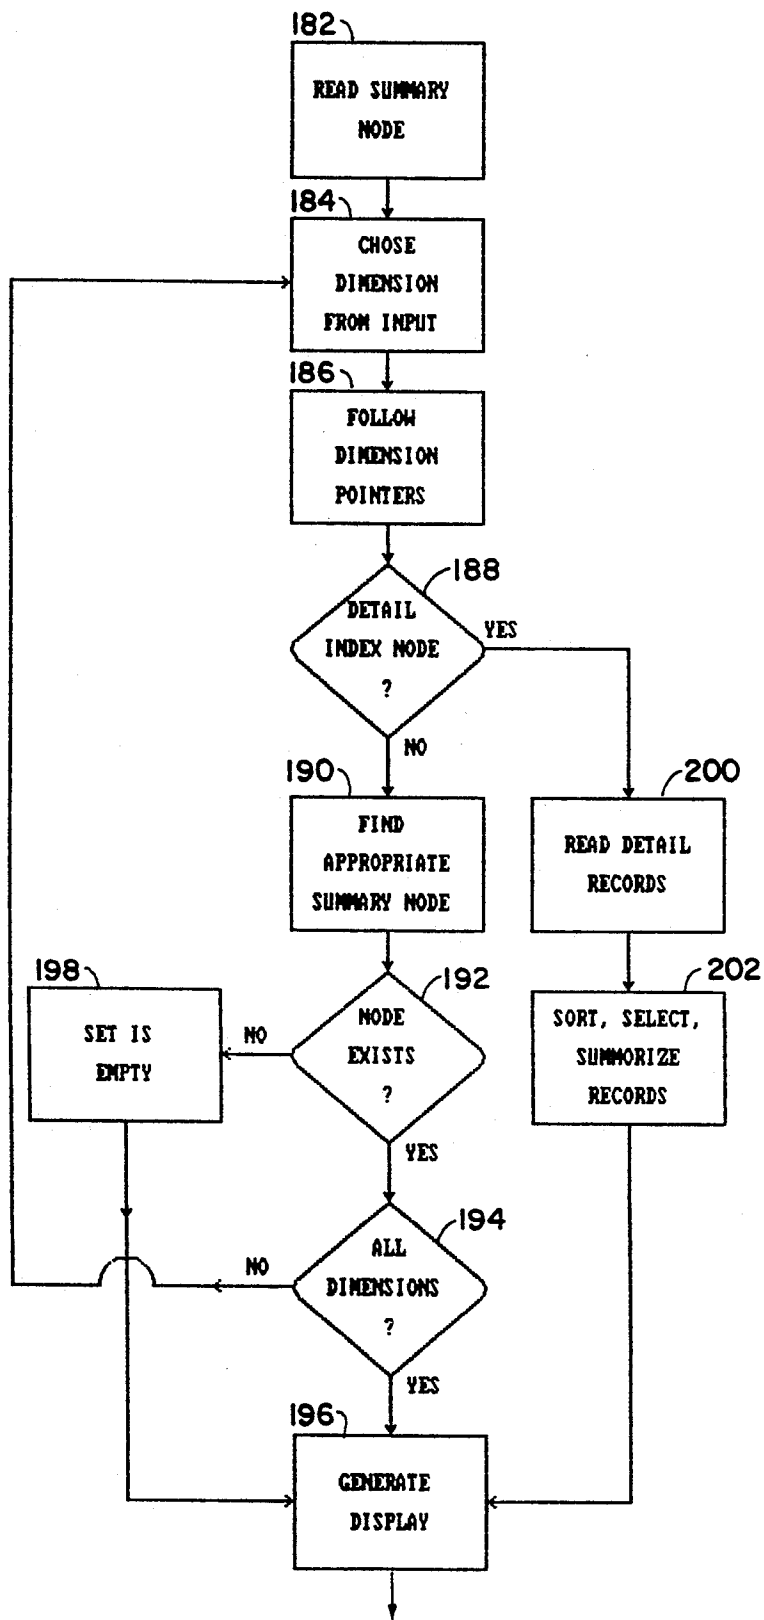 182
READ SUMMARY
NODE
184
CHOSE
DIMENSION
FROM INPUT
186
FOLLOW
DIMENSION
POINTERS
188
DETAIL
INDEX NODE
?
YES
NO
190
FIND
APPROPRIATE
SUMMARY NODE
200
READ DETAIL
RECORDS
198
SET IS
EMPTY
NO
192
NODE
EXISTS
?
YES
202
SORT, SELECT,
SUMMORIZE
RECORDS
194
ALL
DIMENSIONS
?
NO
YES
196
GENERATE
DISPLAY